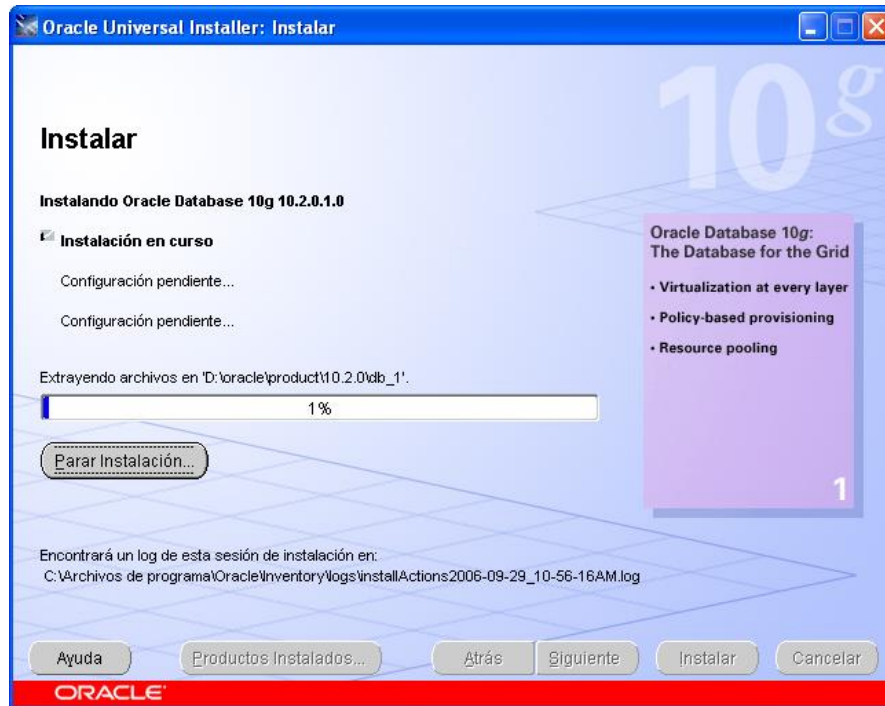 Oracle Universal Installer: Instalar
10g
Instalar
Instalando Oracle Database 10g 10.2.0.1.0
Instalación en curso
Configuración pendiente...
Configuración pendiente...
Extrayendo archivos en 'D:\oracle\product\10.2.0\db_1'.
1%
Parar Instalación...
Oracle Database 10g:
The Database for the Grid
• Virtualization at every layer
• Policy-based provisioning
• Resource pooling
1
Encontrará un log de esta sesión de instalación en:
C:\Archivos de programa\Oracle\Inventory\logs\installActions2006-09-29_10-56-16AM.log
Ayuda
Productos Instalados...
Atrás
Siguiente
Instalar
Cancelar
ORACLE